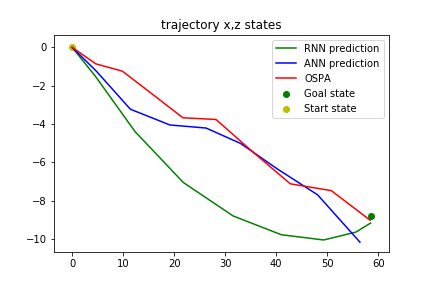 trajectory x,z states
RNN prediction
ANN prediction
OSPA
Goal state
Start state
0
−2
−4
−6
−8
−10
0 10 20 30 40 50 60